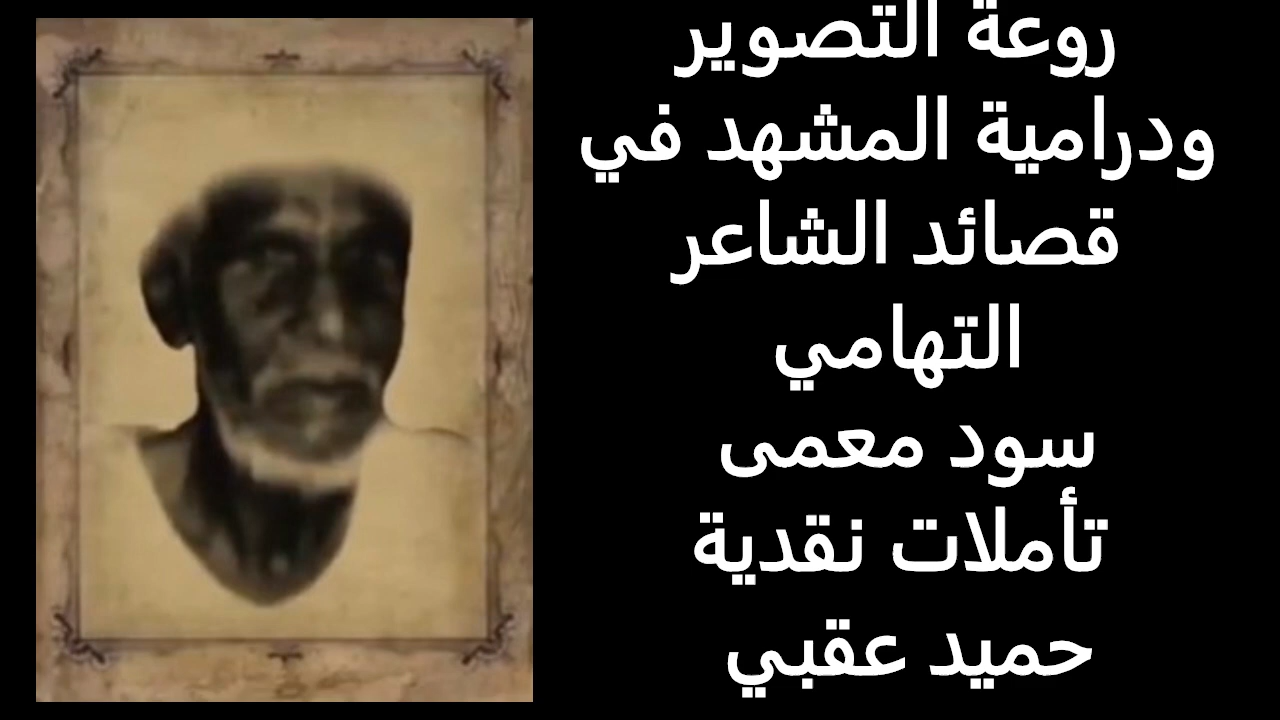 روعة التصوير
ودرامية المشهد في
قصائد الشاعر
التهامي
سود معمى
تأملات نقدية
حميد عقبي